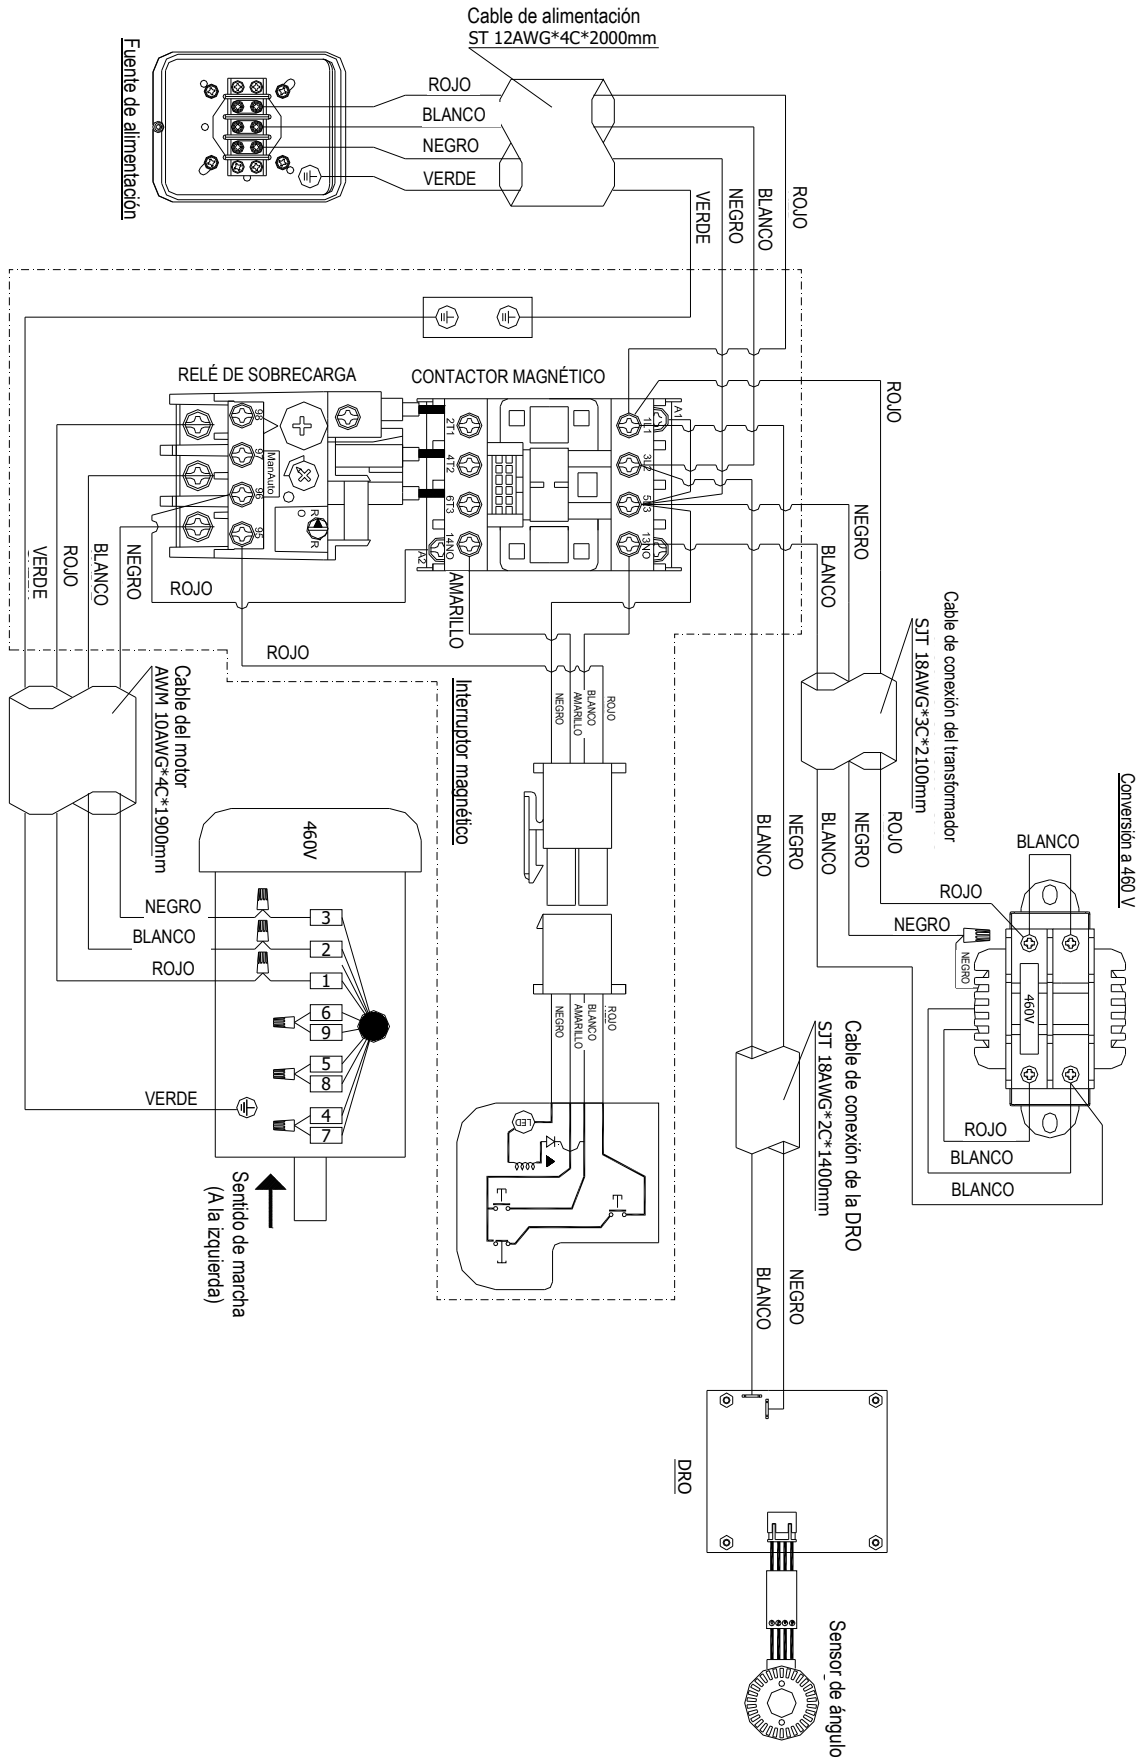 Cable de alimentación
ST 12AWG*4C*2000mm
Fuente de alimentación
ROJO
BLANCO
NEGRO
VERDE
VERDE
NEGRO
BLANCO
ROJO
RELÉ DE SOBRECARGA
CONTACTOR MAGNÉTICO
ROJO
98
97
96
95
ManAuto
R
R
2T1
4T2
6T3
14NO
A2
A1
1L1
3L2
5L3
13NO
NEGRO
BLANCO
VERDE
ROJO
BLANCO
NEGRO
ROJO
AMARILLO
ROJO
Cable de conexión del transformador
SJT 18AWG*3C*2100mm
Cable del motor
AWM 10AWG*4C*1900mm
Interruptor magnético
NEGRO
AMARILLO
BLANCO
ROJO
Conversión a 460 V
BLANCO
NEGRO
BLANCO
NEGRO
ROJO
BLANCO
ROJO
NEGRO
NEGRO
460V
ROJO
BLANCO
BLANCO
460V
NEGRO
BLANCO
ROJO
3
2
1
6
9
5
8
4
7
VERDE
Sentido de marcha
(A la izquierda)
NEGRO
AMARILLO
BLANCO
ROJO
LED
Cable de conexión de la DRO
SJT 18AWG*2C*1400mm
BLANCO
NEGRO
DRO
Sensor de ángulo